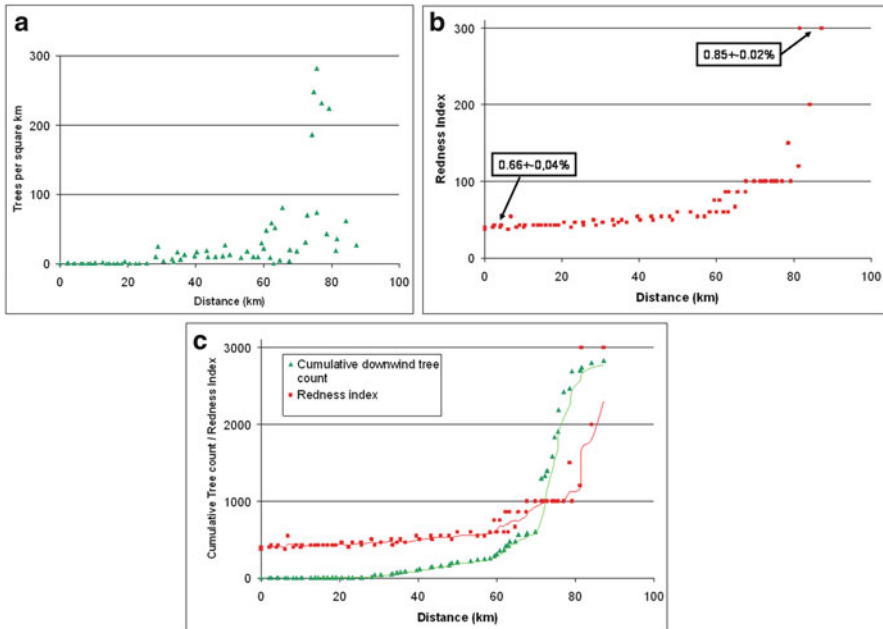 a
300
200
100
0
Trees per square km
0 20 40 60 80 100
Distance (km)
b
300
200
100
0
Redness Index
0.85+-0.02%
0.66+-0,04%
0 20 40 60 80 100
Distance (km)
c
3000
2000
1000
0
Cumulative Tree count / Redness Index
Cumulative downwind tree
count
Redness index
0 20 40 60 80 100
Distance (km)